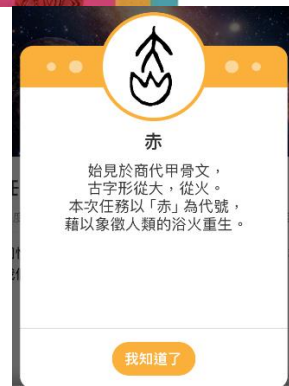 赤
始見於商代甲骨文，
古字形從大，從火。
本次任務以「赤」為代號，
藉以象徵人類的浴火重生。
我知道了